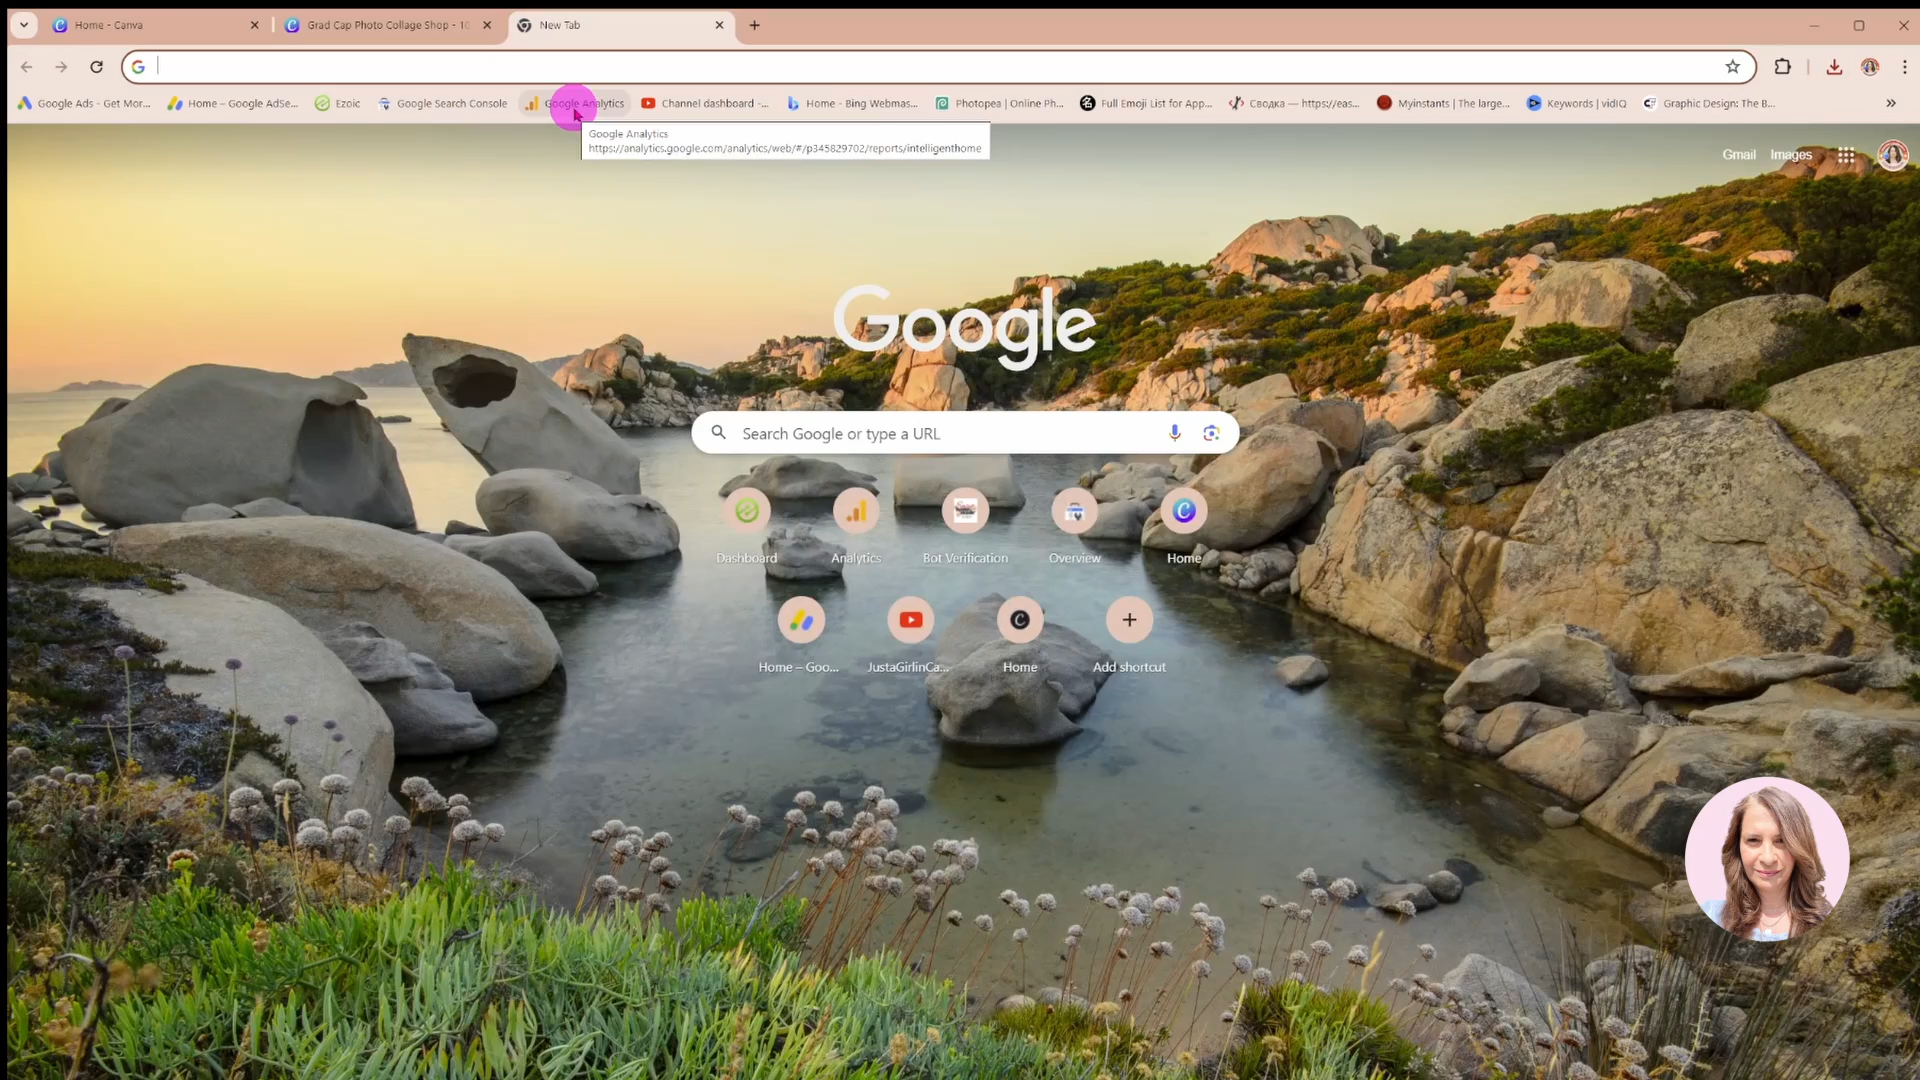 Home - Canva
Grad Cap Photo Collage Shop - 10
New Tab
Google Ads - Get Mor...
Home – Google AdSe...
Ezoic
Google Search Console
Google Analytics
Channel dashboard -...
Home - Bing Webmas...
Photopea | Online Ph...
Full Emoji List for App...
Сводка — https://eas...
Myinstants | The large...
Keywords | vidIQ
Graphic Design: The B...
Google Analytics
https://analytics.google.com/analytics/web/#/p345829702/reports/intelligenthome
Gmail
Images
Google
Search Google or type a URL
Dashboard
Analytics
Bot Verification
Overview
Home
Home – Goo...
JustaGirlinCa...
Home
Add shortcut